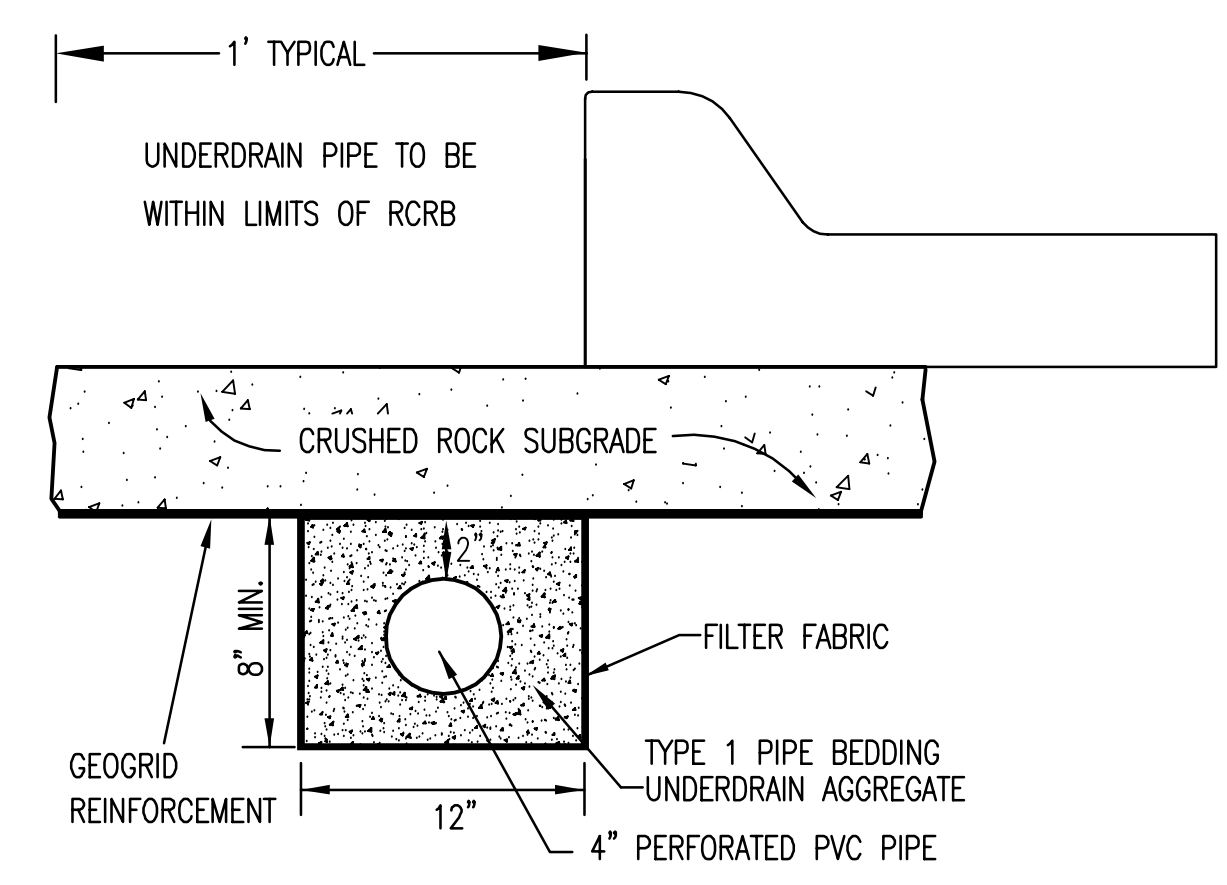 1' TYPICAL
UNDERDRAIN PIPE TO BE
WITHIN LIMITS OF RCRB
CRUSHED ROCK SUBGRADE
2"
8" MIN.
FILTER FABRIC
GEOGRID
REINFORCEMENT
TYPE 1 PIPE BEDDING
UNDERDRAIN AGGREGATE
12"
4" PERFORATED PVC PIPE